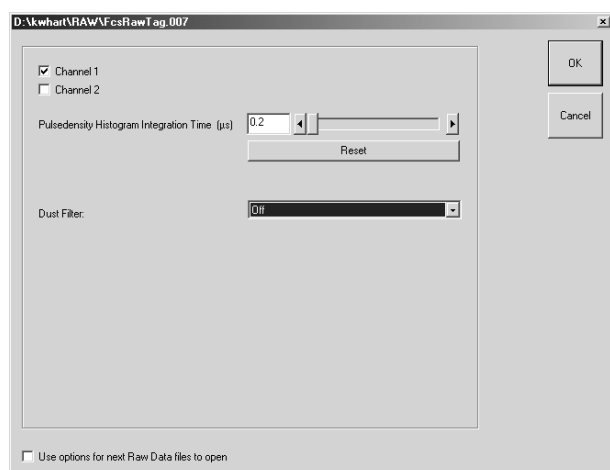 D:\kwhart\RAW\FcsRawTag.007
Channel 1
Channel 2
Pulsedensity Histogram Integration Time (µs)
0.2
Reset
Dust Filter:
Off
OK
Cancel
Use options for next Raw Data files to open